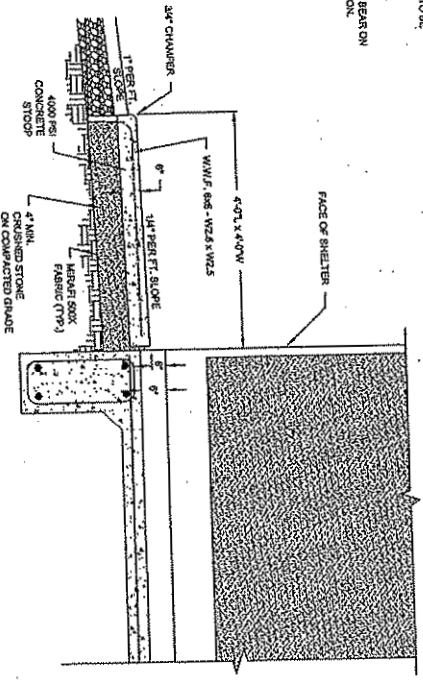 BEAR ON
ON.
FACE OF SHELTER
4'-0"L x 4'-0"W
3/4" CHAMFER
W.W.F. 6x6 - W2.5 x W2.5
1" PER FT.
SLOPE
6"
1/4" PER FT. SLOPE
6"
6"
4000 PSI
CONCRETE
STOOP
MIRAFI 500X
FABRIC (TYP.)
4" MIN.
CRUSHED STONE
ON COMPACTED GRADE